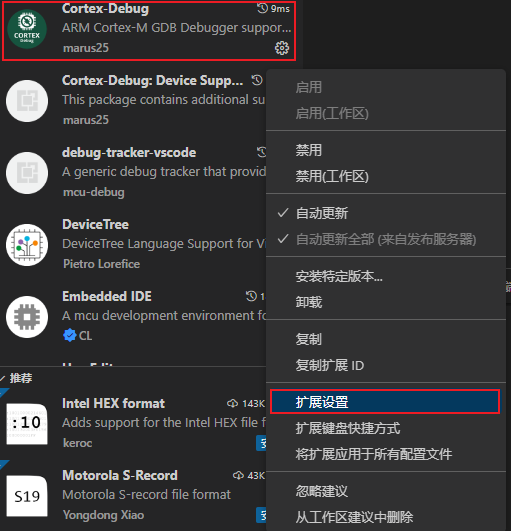 Cortex-Debug 9ms
ARM Cortex-M GDB Debugger suppor...
marus25
CORTEX
Debug
Cortex-Debug: Device Supp...
This package contains additional su
marus25
debug-tracker-vscode
A generic debug tracker that provid
mcu-debug
DeviceTree
DeviceTree Language Support for V
Pietro Lorefice
Embedded IDE 1
A mcu development environment fo
CL
推荐
Intel HEX format 143K
:10
Adds support for the Intel HEX file f
keroc
Motorola S-Record 43K
S19
Motorola S-record file format
Yongdong Xiao
启用
启用(工作区)
禁用
禁用(工作区)
自动更新
自动更新全部 (来自发布服务器)
安装特定版本...
卸载
复制
复制扩展 ID
扩展设置
扩展键盘快捷方式
将扩展应用于所有配置文件
忽略建议
从工作区建议中删除